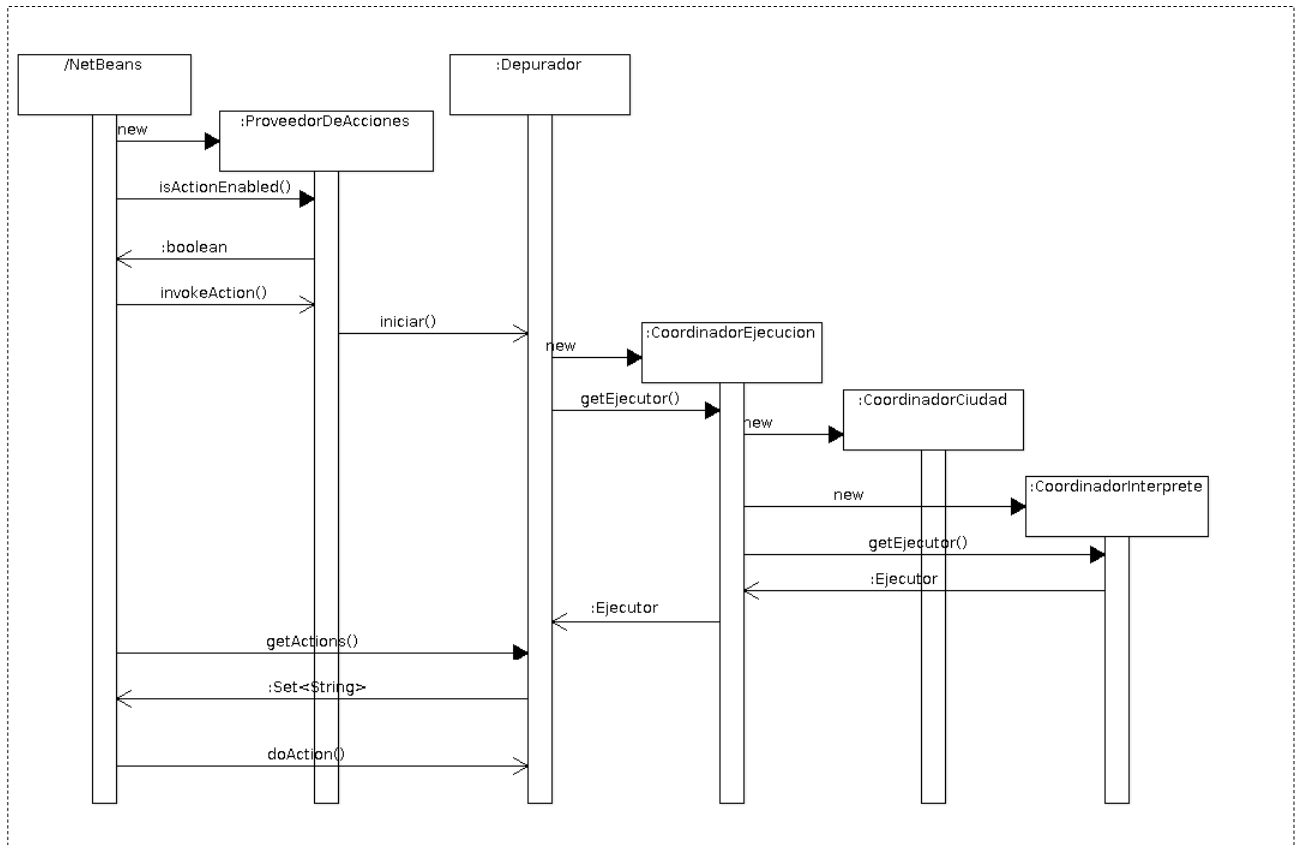 /NetBeans
:Depurador
:ProveedorDeAcciones
new
isActionEnabled()
:boolean
invokeAction()
iniciar()
:CoordinadorEjecucion
new
getEjecutor()
:CoordinadorCiudad
new
:CoordinadorInterprete
new
getEjecutor()
:Ejecutor
:Ejecutor
getActions()
:Set<String>
doAction()